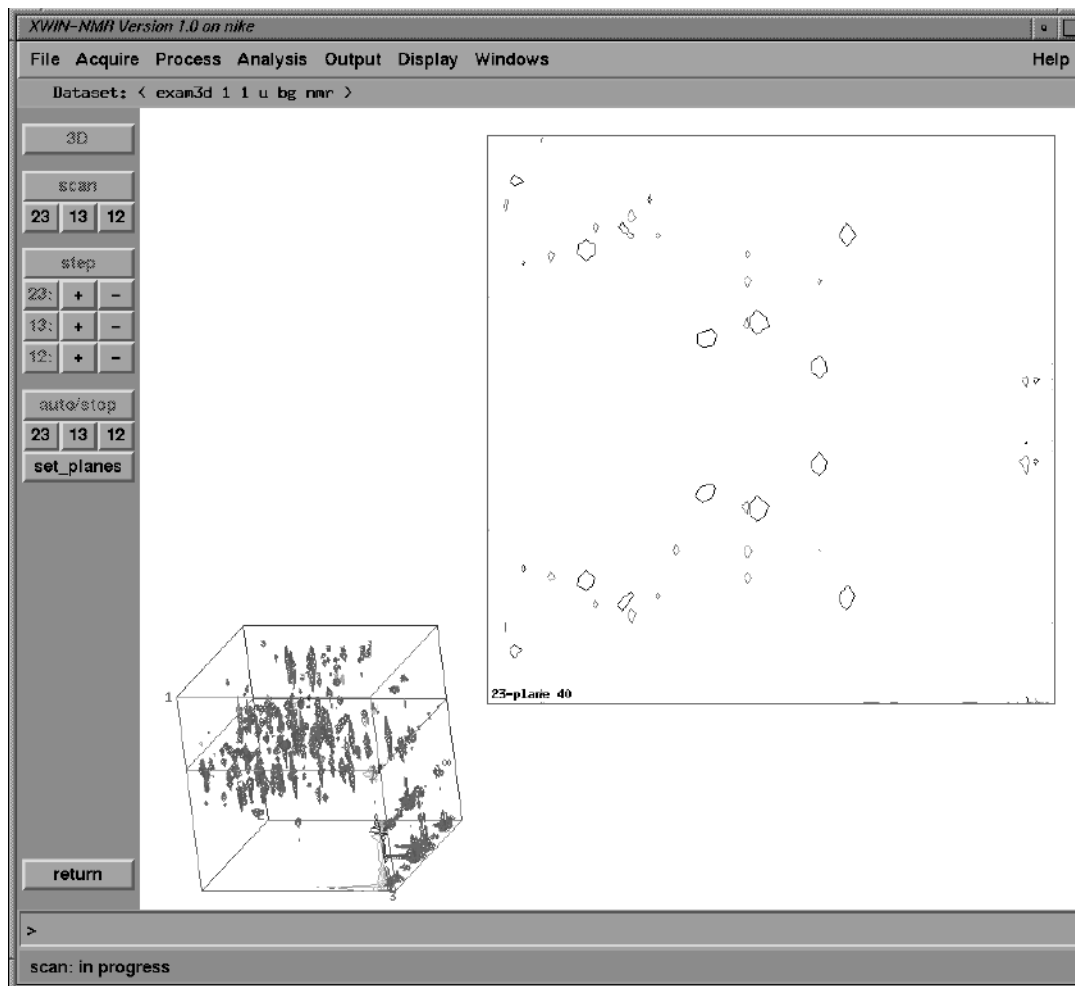 XWIN-NMR Version 1.0 on nike
File Acquire Process Analysis Output Display Windows Help
Dataset: < exam3d 1 1 u bg nmr >
3D
scan
23 13 12
step
23: + -
13: + -
12: + -
auto/stop
23 13 12
set_planes
23-plane 40
1
3
return
>
scan: in progress